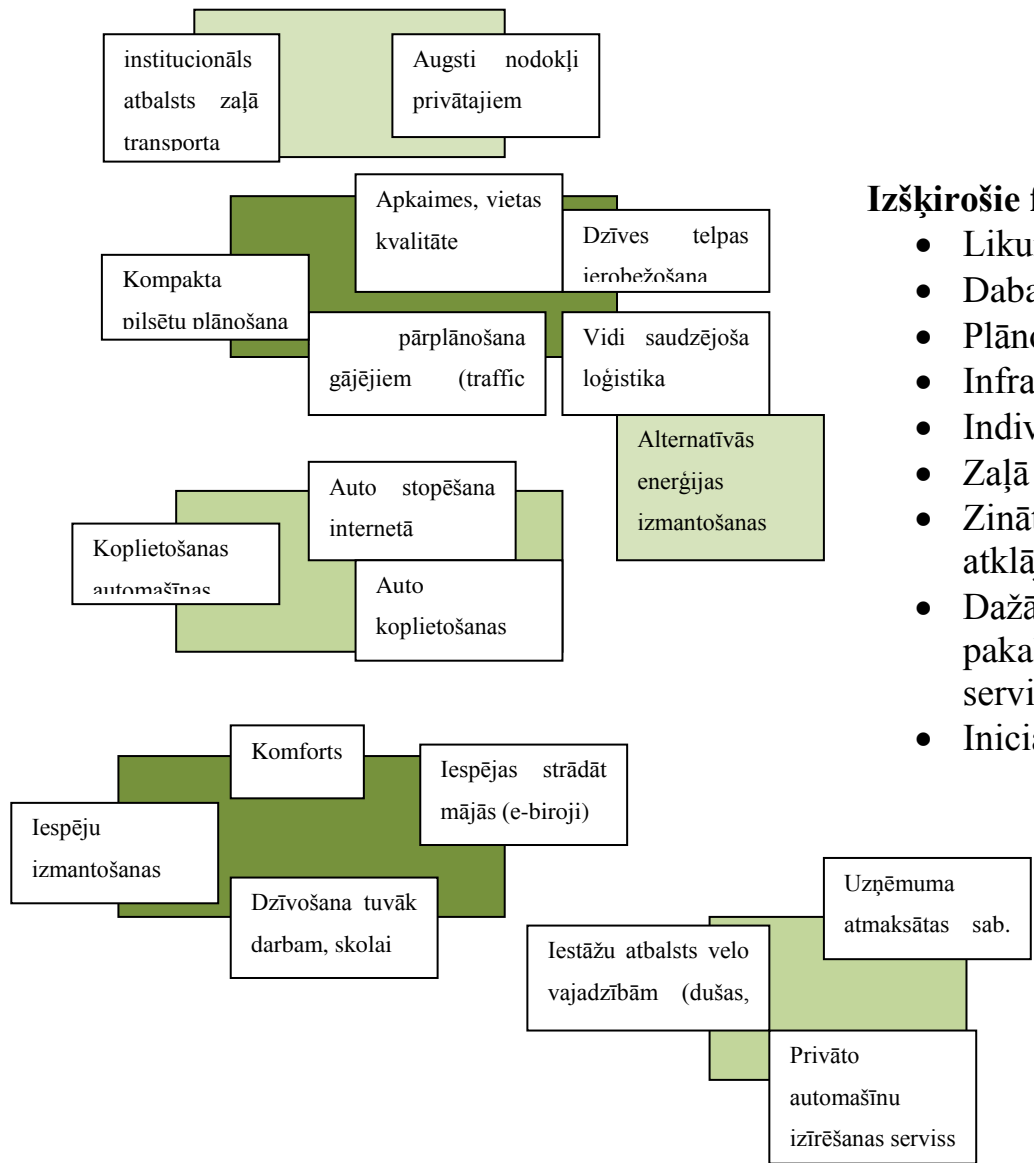 institucionāls
atbalsts zaļā
transporta
Augsti nodokļi
privātajiem
Apkaimes, vietas
kvalitāte
Dzīves telpas
ierobežošana
Kompakta
pilsētu plānošana
pārplānošana
gājējiem (traffic
Vidi saudzējoša
loģistika
Alternatīvās
enerģijas
izmantošanas
Auto stopēšana
internetā
Koplietošanas
automašīnas
Auto
koplietošanas
Komforts
Iespējas strādāt
mājās (e-biroji)
Iespēju
izmantošanas
Dzīvošana tuvāk
darbam, skolai
Uzņēmuma
atmaksātas sab.
Iestāžu atbalsts velo
vajadzībām (dušas,
Privāto
automašīnu
izīrēšanas serviss
Izšķirošie f
• Liku
• Daba
• Plāno
• Infra
• Indiv
• Zaļā
• Zināt
atklā
• Dažā
paka
servi
• Inicia